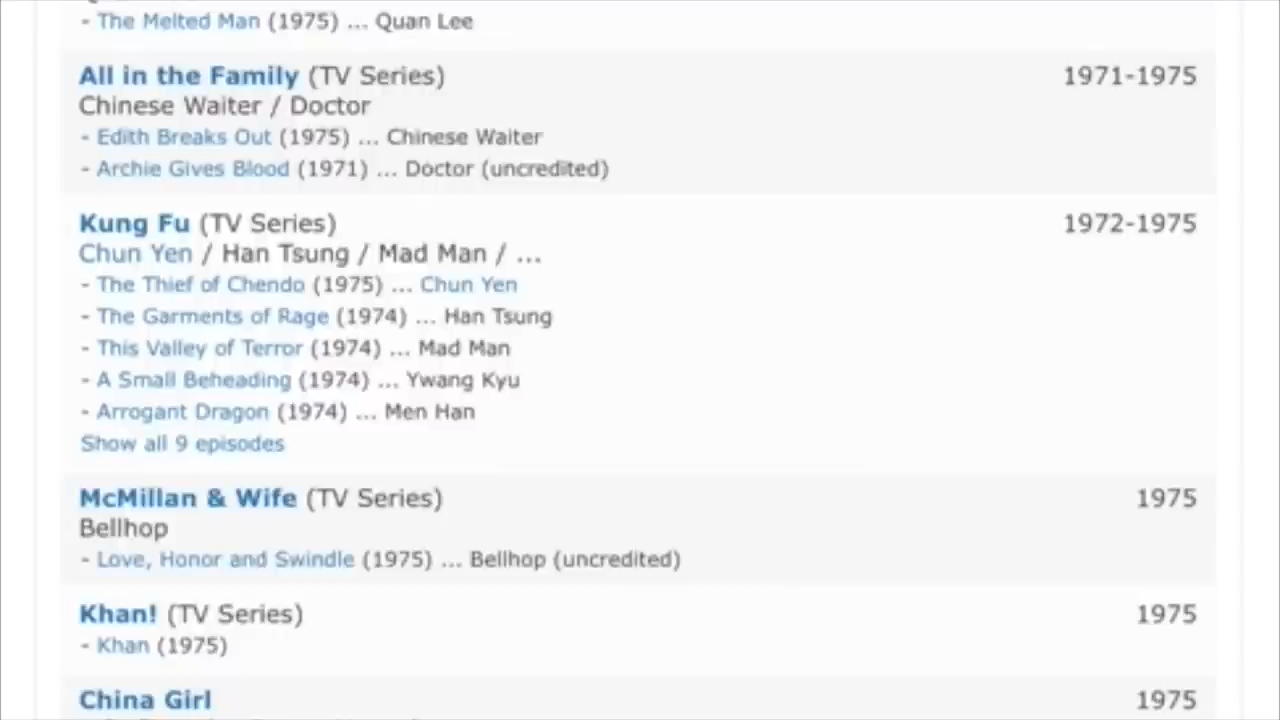 - The Melted Man (1975) ... Quan Lee
All in the Family (TV Series) 1971-1975
Chinese Waiter / Doctor
- Edith Breaks Out (1975) ... Chinese Waiter
- Archie Gives Blood (1971) ... Doctor (uncredited)
Kung Fu (TV Series) 1972-1975
Chun Yen / Han Tsung / Mad Man / ...
- The Thief of Chendo (1975) ... Chun Yen
- The Garments of Rage (1974) ... Han Tsung
- This Valley of Terror (1974) ... Mad Man
- A Small Beheading (1974) ... Ywang Kyu
- Arrogant Dragon (1974) ... Men Han
Show all 9 episodes
McMillan & Wife (TV Series) 1975
Bellhop
- Love, Honor and Swindle (1975) ... Bellhop (uncredited)
Khan! (TV Series) 1975
- Khan (1975)
China Girl 1975